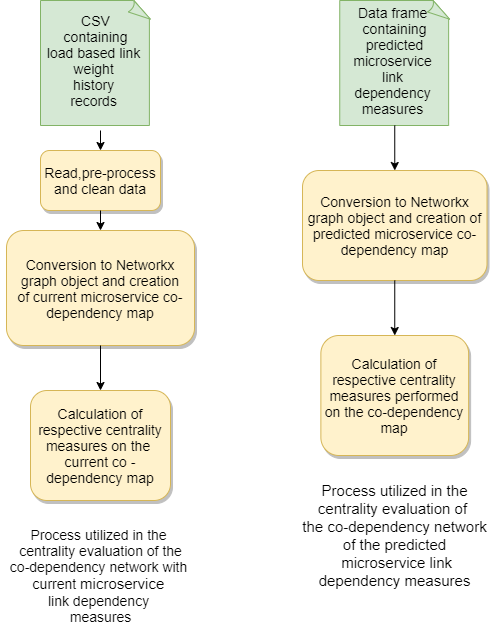 CSV
containing
load based link
weight
history
records
Read,pre-process
and clean data
Conversion to Networkx
graph object and creation
of current microservice co-
dependency map
Calculation of
respective centrality
measures on the
current co -
dependency map
Process utilized in the
centrality evaluation of the
co-dependency network with
current microservice
link dependency
measures
Data frame
containing
predicted
microservice
link
dependency
measures
Conversion to Networkx
graph object and creation of
predicted microservice co-
dependency map
Calculation of
respective centrality
measures performed
on the co-dependency
map
Process utilized in the
centrality evaluation of
the co-dependency network
of the predicted
microservice link
dependency measures